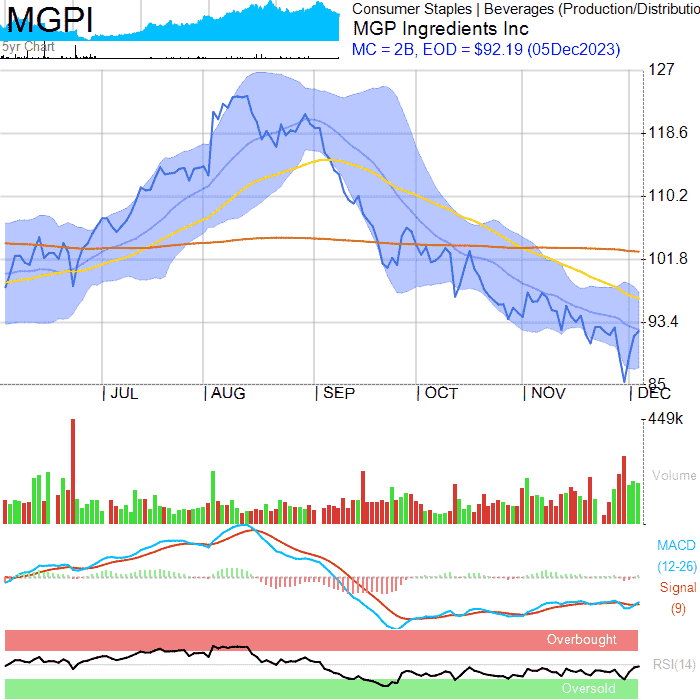 MGPI
5yr Chart
Consumer Staples | Beverages (Production/Distributio
MGP Ingredients Inc
MC = 2B, EOD = $92.19 (05Dec2023)
127
118.6
110.2
101.8
93.4
85
| JUL
| AUG
| SEP
| OCT
| NOV
| DEC
449k
Volume
MACD
(12-26)
Signal
(9)
Overbought
RSI(14)
Oversold